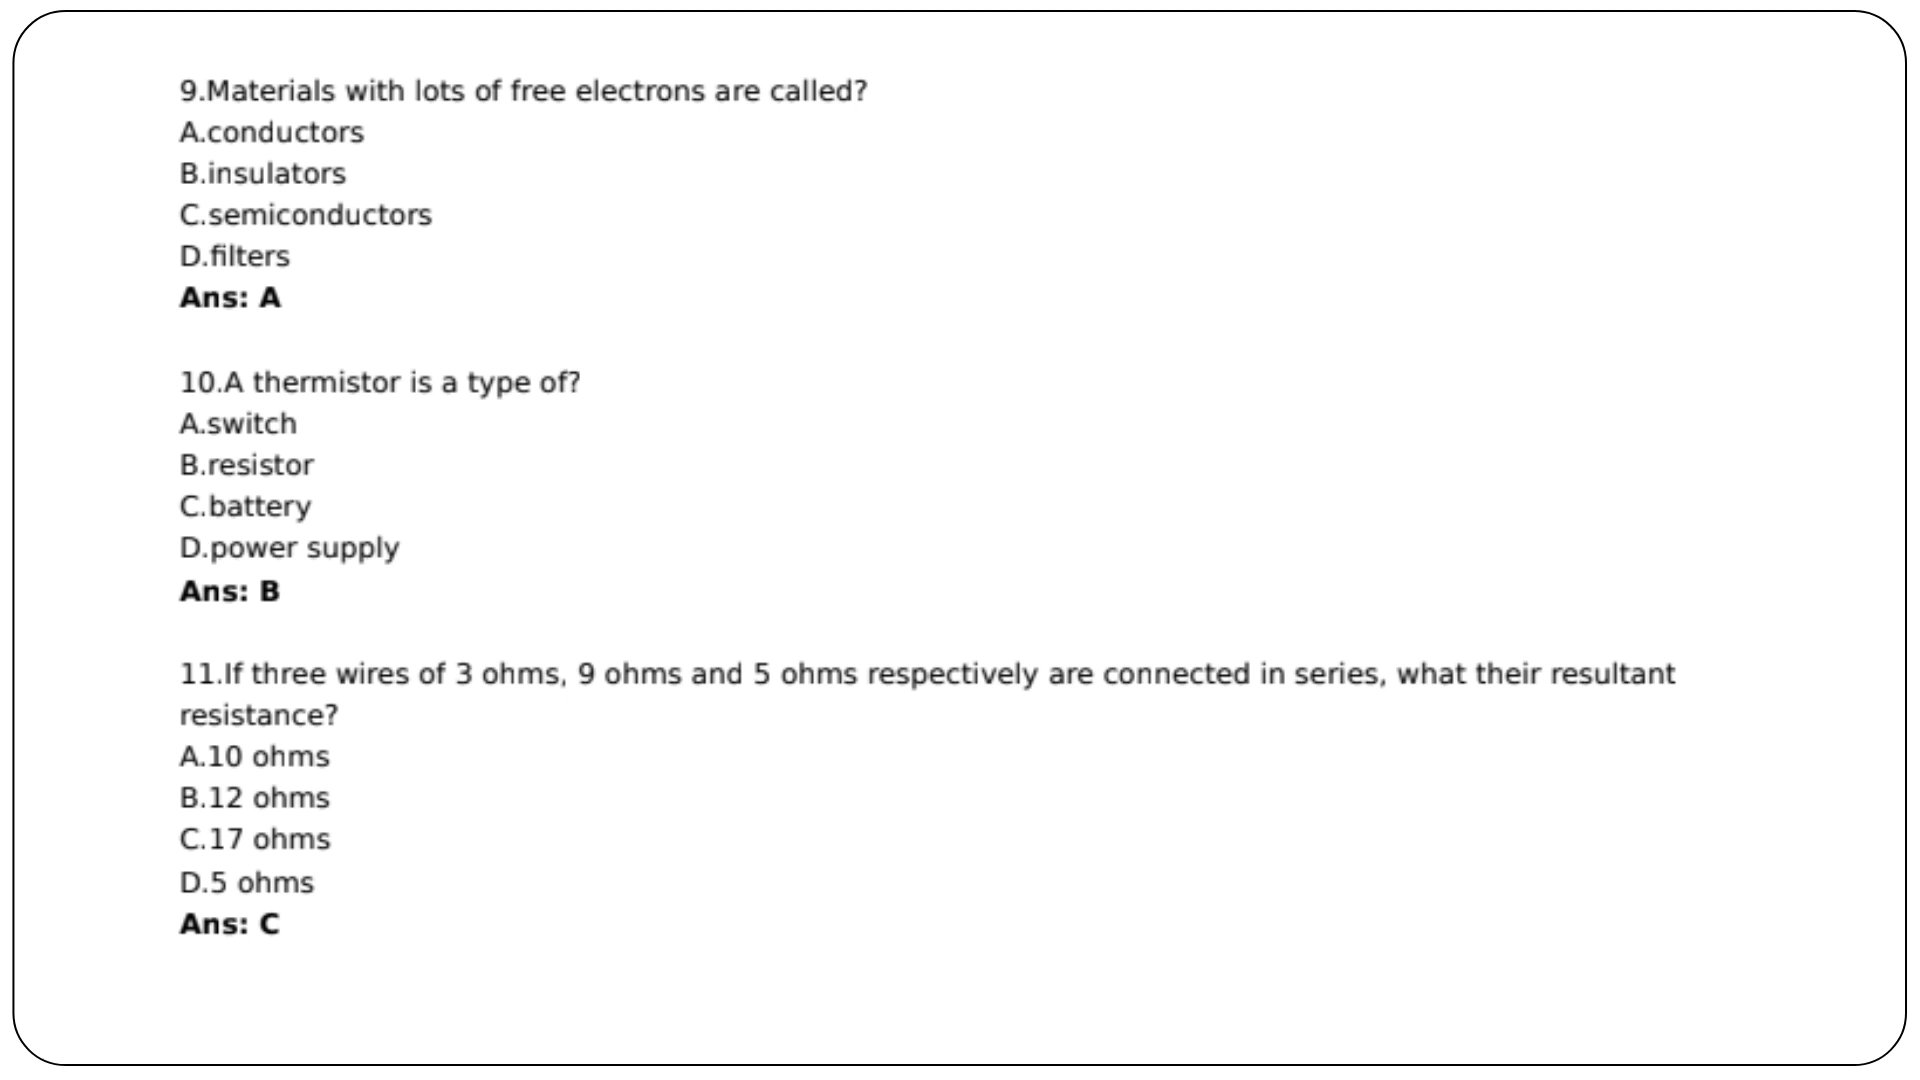 9.Materials with lots of free electrons are called?
A.conductors
B.insulators
C.semiconductors
D.filters
Ans: A
10.A thermistor is a type of?
A.switch
B.resistor
C.battery
D.power supply
Ans: B
11.If three wires of 3 ohms, 9 ohms and 5 ohms respectively are connected in series, what their resultant
resistance?
A.10 ohms
B.12 ohms
C.17 ohms
D.5 ohms
Ans: C